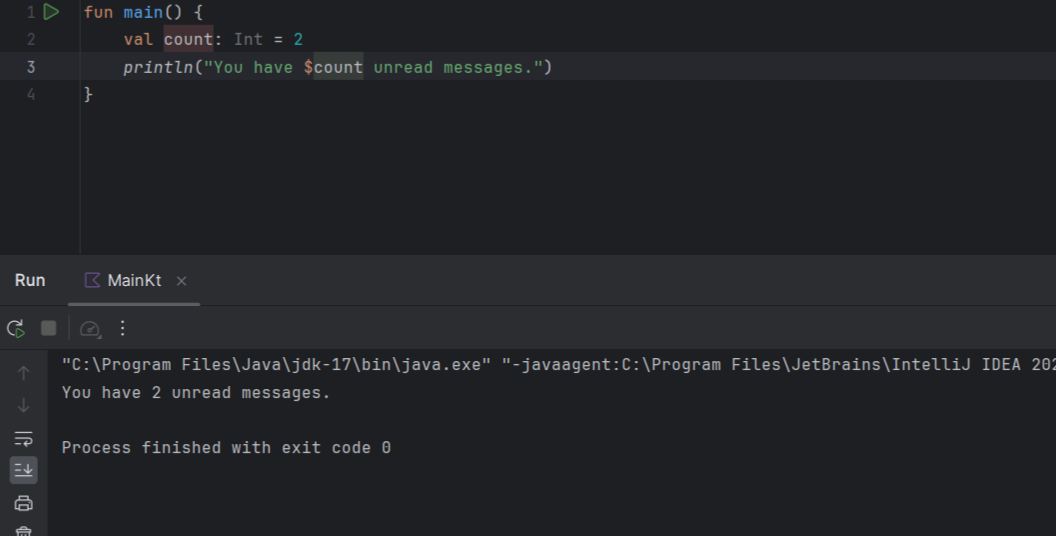 1 fun main() {
2     val count: Int = 2
3     println("You have $count unread messages.")
4 }
Run MainKt
"C:\Program Files\Java\jdk-17\bin\java.exe" "-javaagent:C:\Program Files\JetBrains\IntelliJ IDEA 202
You have 2 unread messages.
Process finished with exit code 0